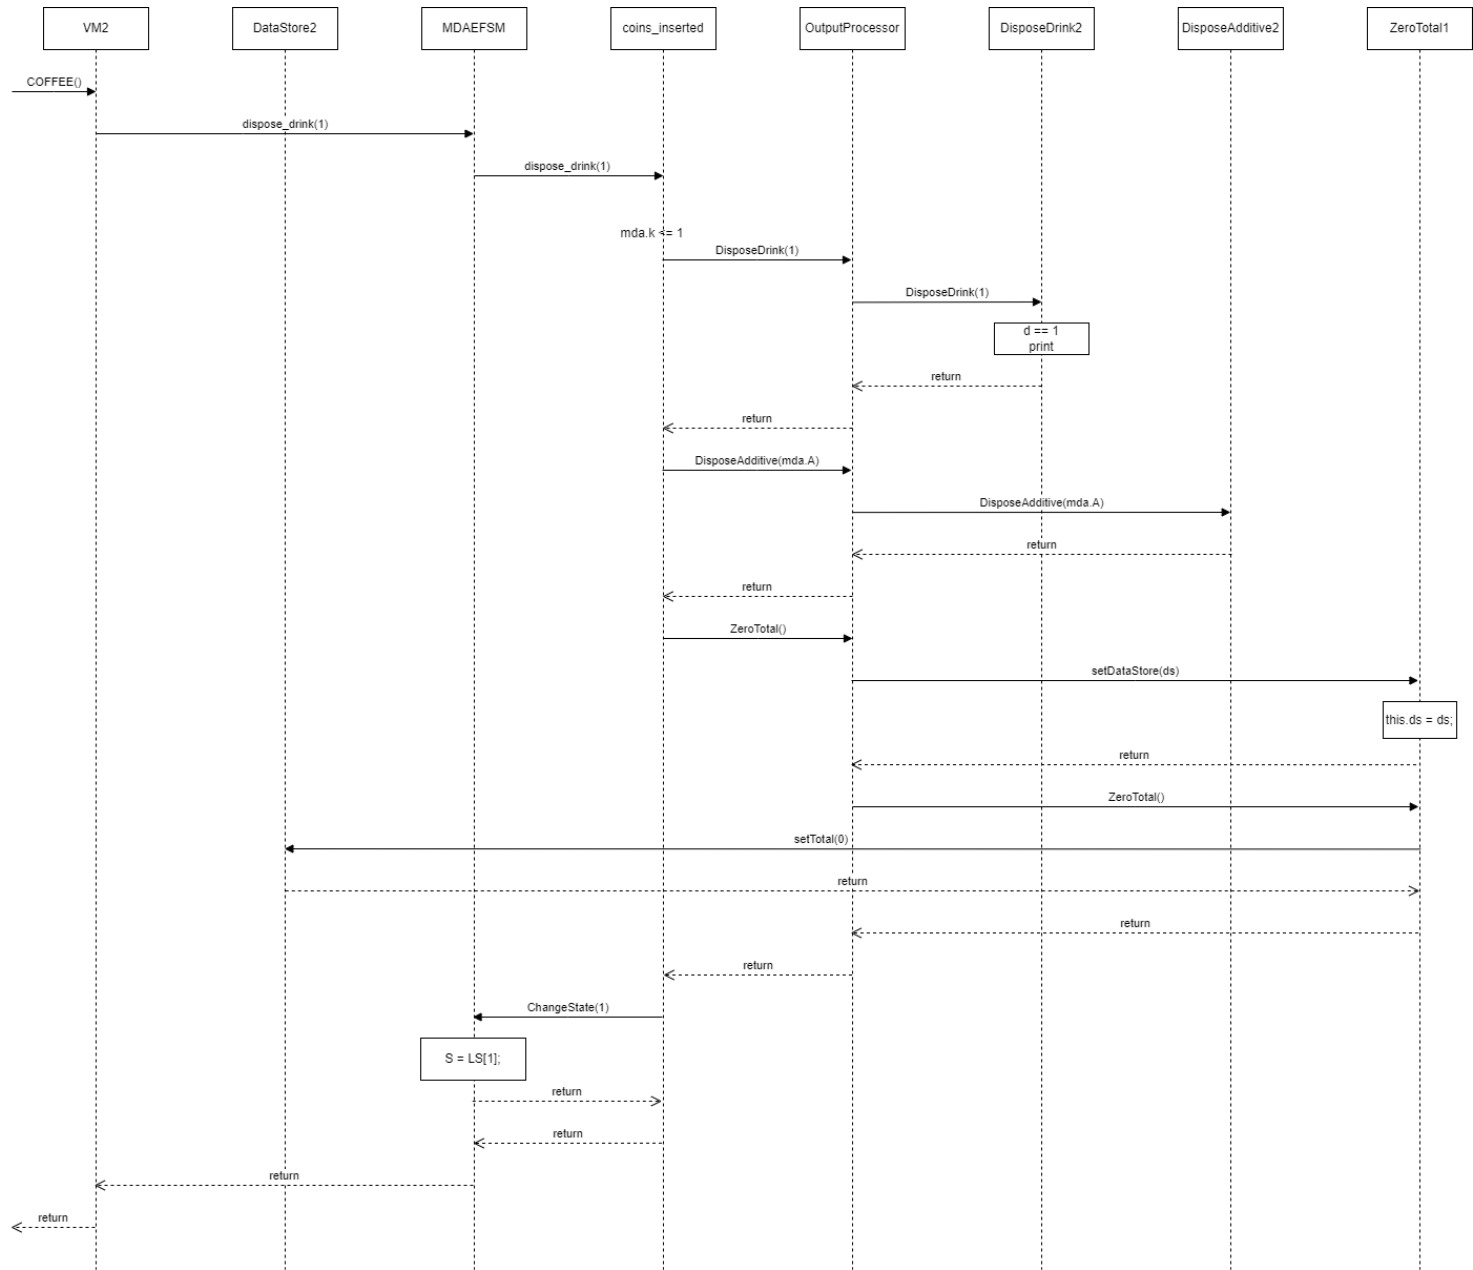 VM2
DataStore2
MDAEFSM
coins_inserted
OutputProcessor
DisposeDrink2
DisposeAdditive2
ZeroTotal1
COFFEE()
dispose_drink(1)
dispose_drink(1)
mda.k <= 1
DisposeDrink(1)
DisposeDrink(1)
d == 1
print
return
return
DisposeAdditive(mda.A)
DisposeAdditive(mda.A)
return
return
ZeroTotal()
setDataStore(ds)
this.ds = ds;
return
ZeroTotal()
setTotal(0)
return
return
return
ChangeState(1)
S = LS[1];
return
return
return
return